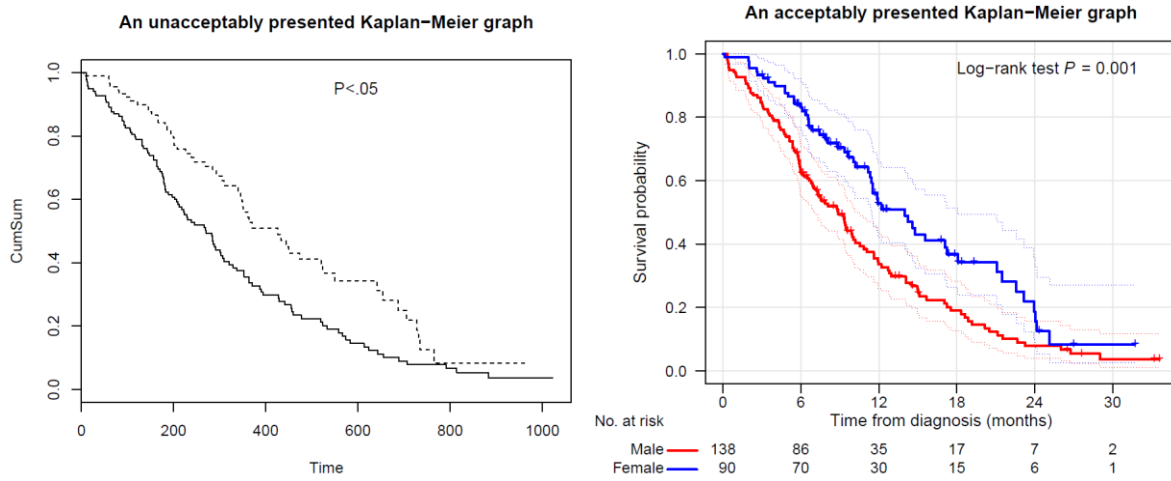 An unacceptably presented Kaplan−Meier graph
P<.05
CumSum
1.0
0.8
0.6
0.4
0.2
0.0
0 200 400 600 800 1000
Time
An acceptably presented Kaplan−Meier graph
Log−rank test P = 0.001
Survival probability
1.0
0.8
0.6
0.4
0.2
0.0
0 6 12 18 24 30
No. at risk Time from diagnosis (months)
Male 138 86 35 17 7 2
Female 90 70 30 15 6 1